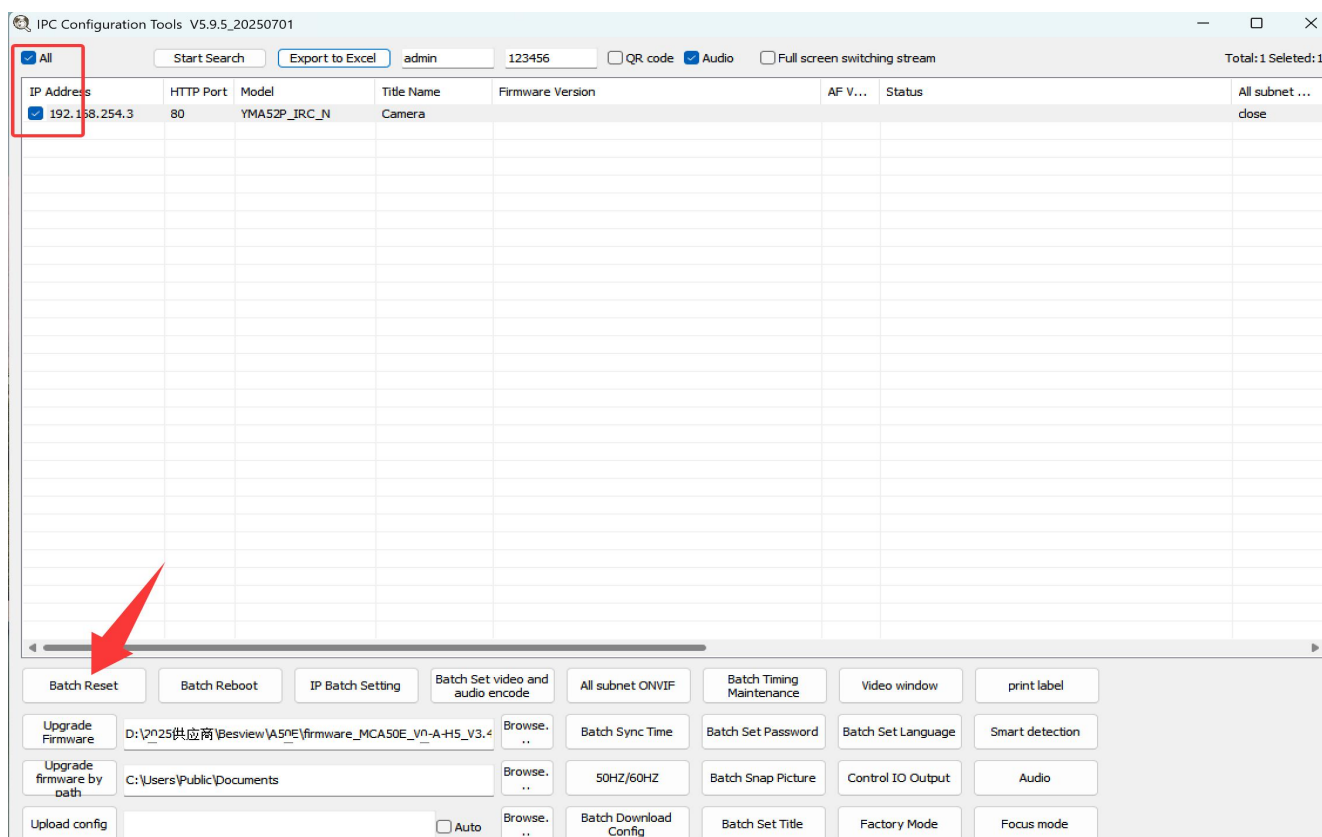 IPC Configuration Tools V5.9.5_20250701
All Start Search Export to Excel admin 123456 QR code Audio Full screen switching stream Total:1 Seleted:1
IP Address HTTP Port Model Title Name Firmware Version AF V... Status All subnet ...
192.168.254.3 80 YMA52P_IRC_N Camera close
Batch Reset Batch Reboot IP Batch Setting Batch Set video and audio encode All subnet ONVIF Batch Timing Maintenance Video window print label
Upgrade Firmware D:\2025供应商\Besview\A50E\firmware_MCA50E_V0-A-H5_V3.4 Browse... Batch Sync Time Batch Set Password Batch Set Language Smart detection
Upgrade firmware by path C:\Users\Public\Documents Browse... 50HZ/60HZ Batch Snap Picture Control IO Output Audio
Upload config Auto Browse... Batch Download Config Batch Set Title Factory Mode Focus mode